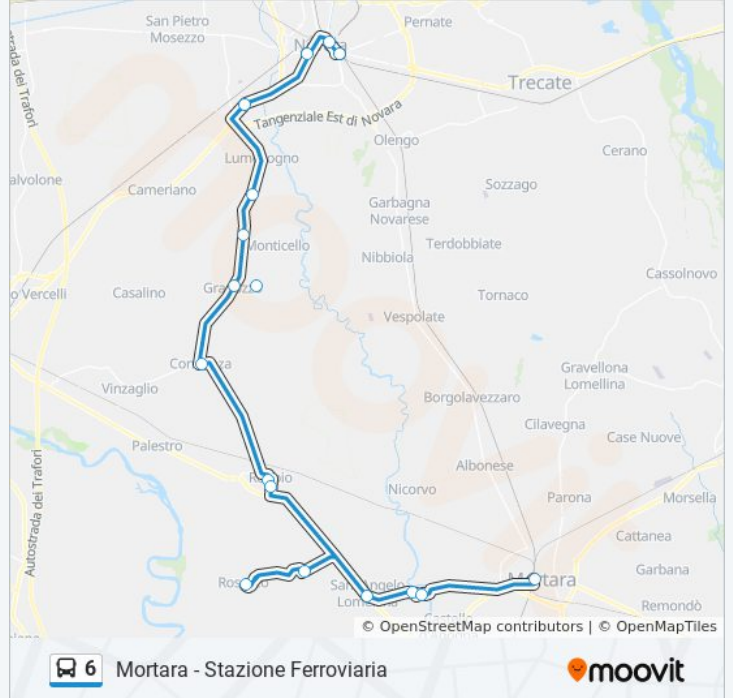 San Pietro
Mosezzo
Pernate
Trecate
Tangenziale Est di Novara
Olengo
Cerano
Cameriano
Sozzago
Garbagna
Novarese
Monticello
Terdobbiate
Nibbiola
Cassolnovo
Casalino
Tornaco
Vespolate
Vinzaglio
Gravellona
Lomellina
Borgolavezzaro
Cilavegna
Case Nuove
Palestro
Albonese
Nicorvo
Parona
Morsella
Autostrada dei Trafori
Cattanea
Garbana
Mortara
Remondò
© OpenStreetMap contributors | © OpenMapTiles
6
Mortara - Stazione Ferroviaria
moovit